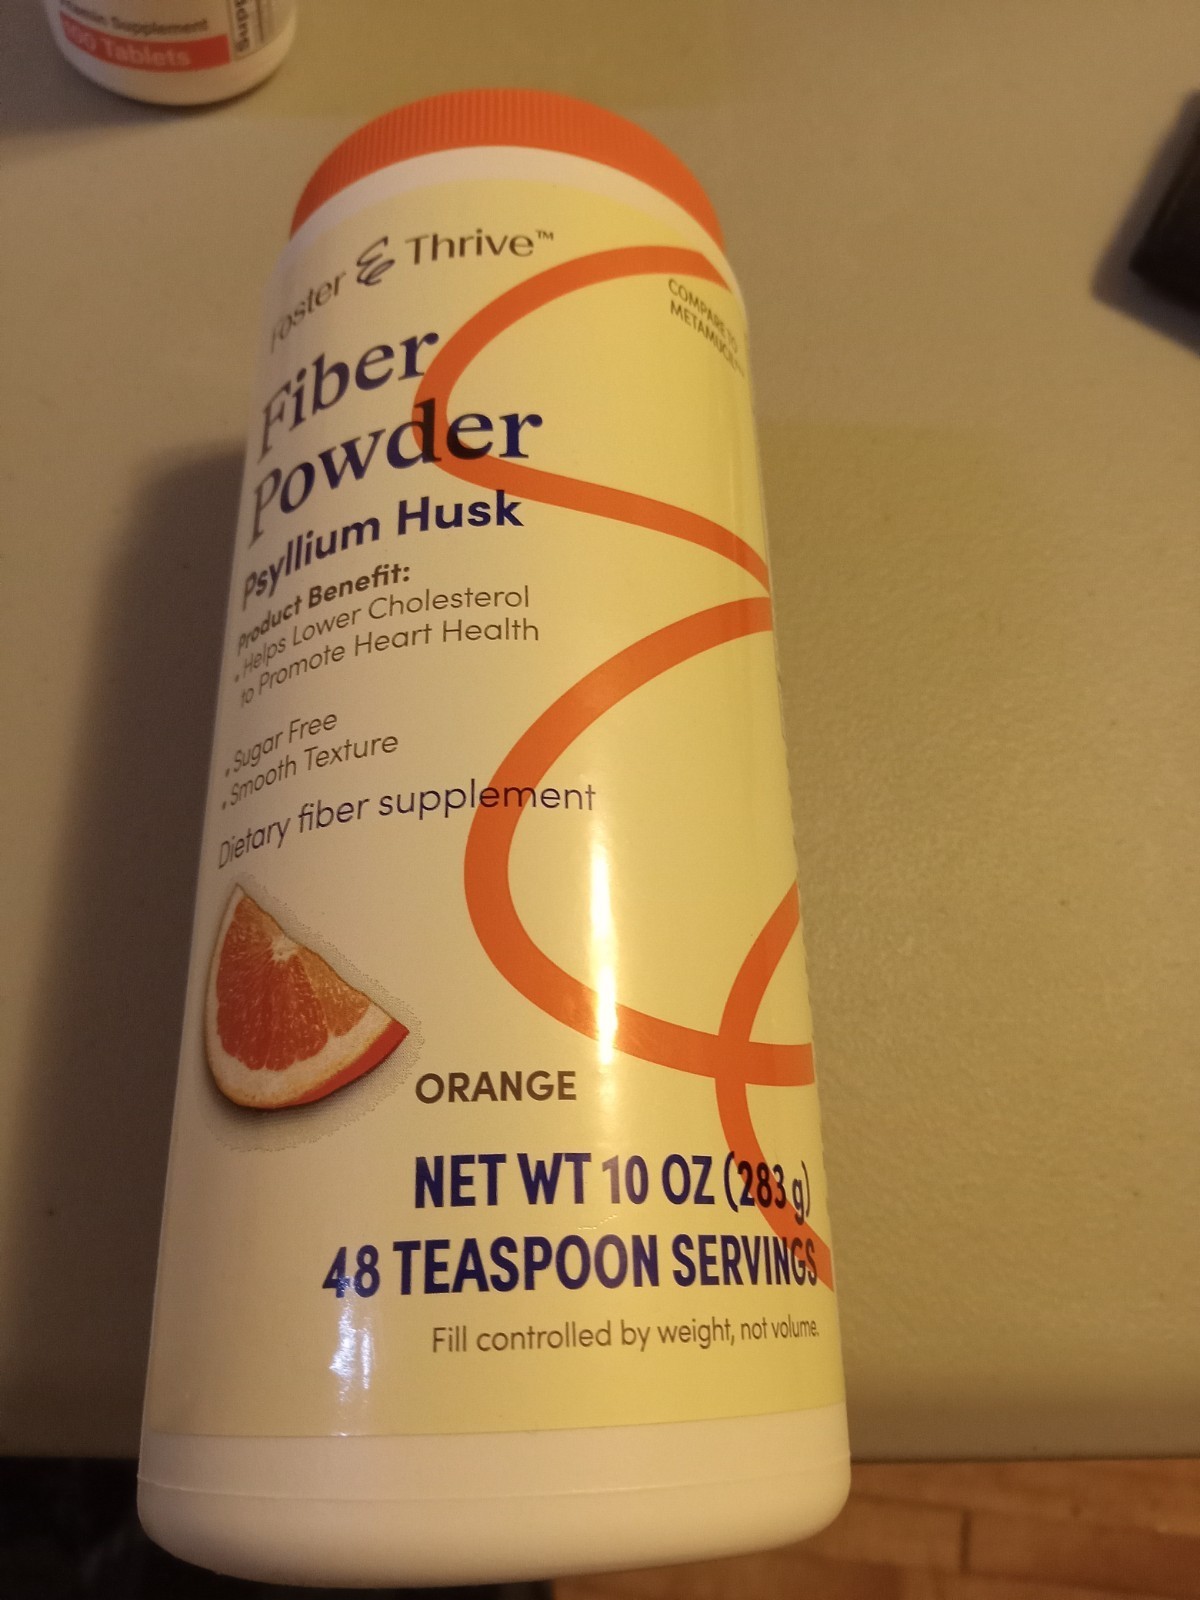 Supplement
Tablets
Foster & Thrive™
COMPARE TO
METAMUCIL
Fiber
Powder
Psyllium Husk
Product Benefit:
• Helps Lower Cholesterol
to Promote Heart Health
• Sugar Free
• Smooth Texture
Dietary fiber supplement
ORANGE
NET WT 10 OZ (283 g)
48 TEASPOON SERVINGS
Fill controlled by weight, not volume.